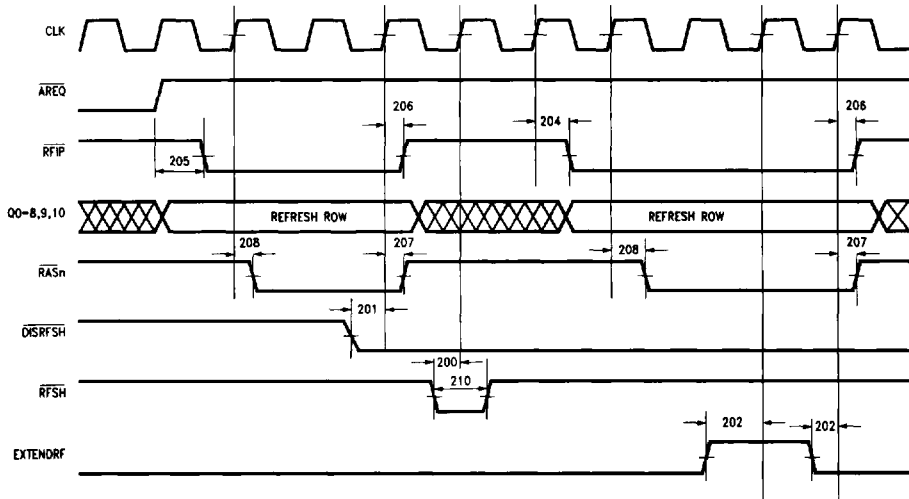 CLK
AREQ
206
204
206
RFIP
205
Q0-8,9,10
REFRESH ROW
REFRESH ROW
208
207
208
207
RASn
201
DISRFSH
200
210
RFSH
202
202
EXTENDRF